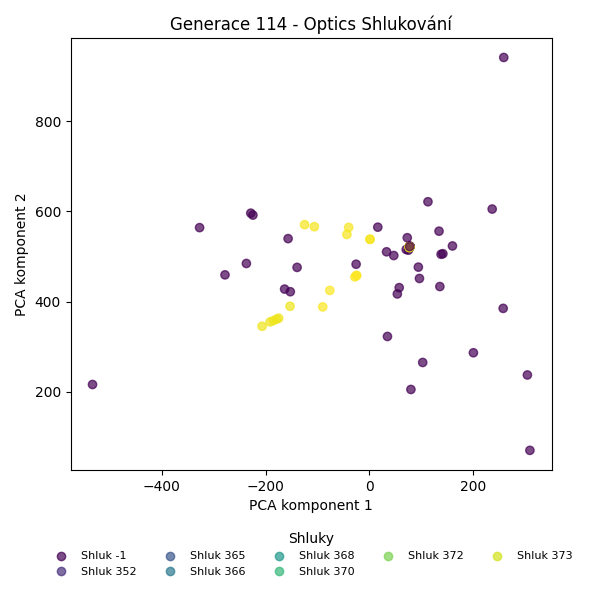 Generace 114 - Optics Shlukování
PCA komponent 2
800
600
400
200
−400
−200
0
200
PCA komponent 1
Shluky
Shluk -1
Shluk 365
Shluk 368
Shluk 372
Shluk 373
Shluk 352
Shluk 366
Shluk 370